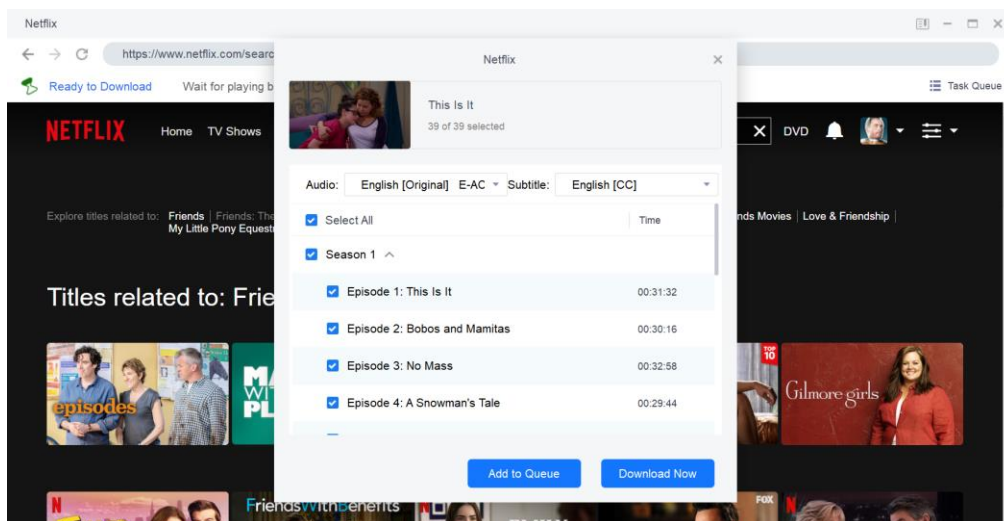 Netflix
https://www.netflix.com/searc
Ready to Download Wait for playing b
Task Queue
NETFLIX Home TV Shows
DVD
Explore titles related to: Friends | Friends: The
nds Movies | Love & Friendship |
My Little Pony Equest
Titles related to: Frie
Netflix
This Is It
39 of 39 selected
Audio: English [Original] E-AC Subtitle: English [CC]
Select All Time
Season 1
Episode 1: This Is It 00:31:32
Episode 2: Bobos and Mamitas 00:30:16
Episode 3: No Mass 00:32:58
Episode 4: A Snowman's Tale 00:29:44
Add to Queue Download Now
episodes
TOP
10
Gilmore girls
N
FriendsWithBenefits
N
FOX
N